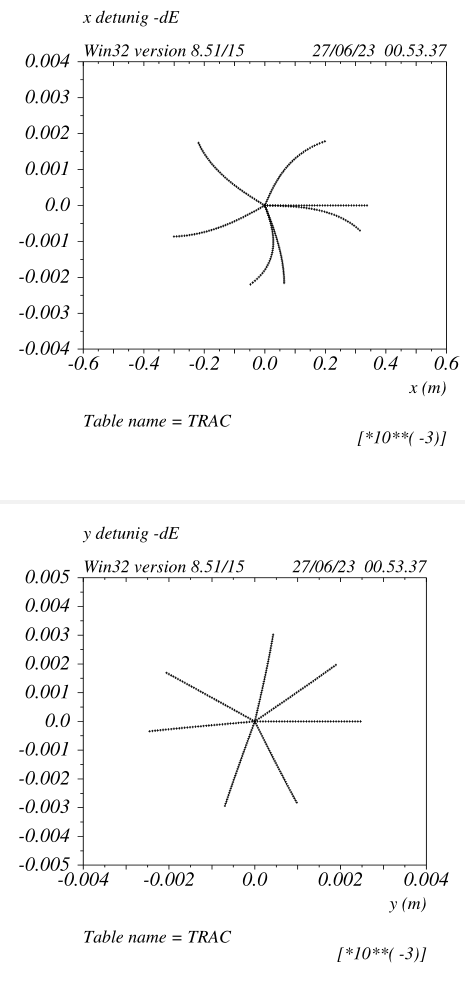 x detunig -dE
Win32 version 8.51/15 27/06/23 00.53.37
0.004
0.003
0.002
0.001
0.0
-0.001
-0.002
-0.003
-0.004
-0.6 -0.4 -0.2 0.0 0.2 0.4 0.6
x (m)
Table name = TRAC
[*10**( -3)]
y detunig -dE
Win32 version 8.51/15 27/06/23 00.53.37
0.005
0.004
0.003
0.002
0.001
0.0
-0.001
-0.002
-0.003
-0.004
-0.005
-0.004 -0.002 0.0 0.002 0.004
y (m)
Table name = TRAC
[*10**( -3)]